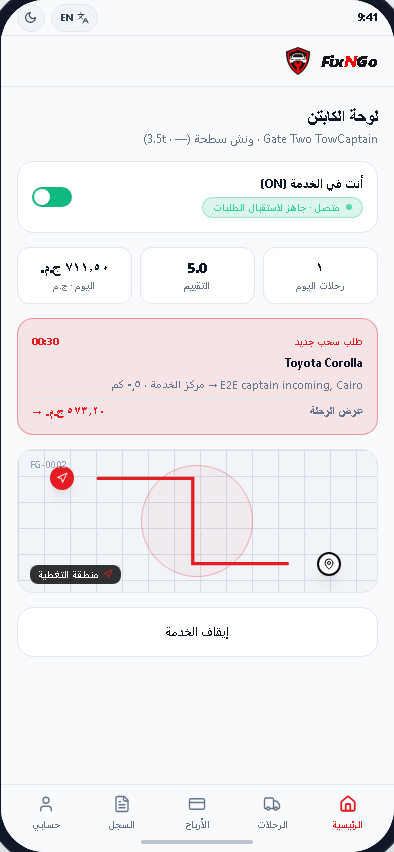 EN
9:41
FixNGo
لوحة الكابتن
Gate Two TowCaptain · ونش سطحة (— · 3.5t)
أنت في الخدمة (ON)
متصل · جاهز لاستقبال الطلبات
١
رحلات اليوم
5.0
التقييم
٧١١٫٥٠ ج.م.
اليوم · ج.م
طلب سحب جديد
00:30
Toyota Corolla
E2E captain incoming, Cairo → مركز الخدمة · ٠٫٥ كم
عرض الرحلة
٥٧٣٫٢٠ ج.م. →
FG-0002
منطقة التغطية
إيقاف الخدمة
الرئيسية
الرحلات
الأرباح
السجل
حسابي